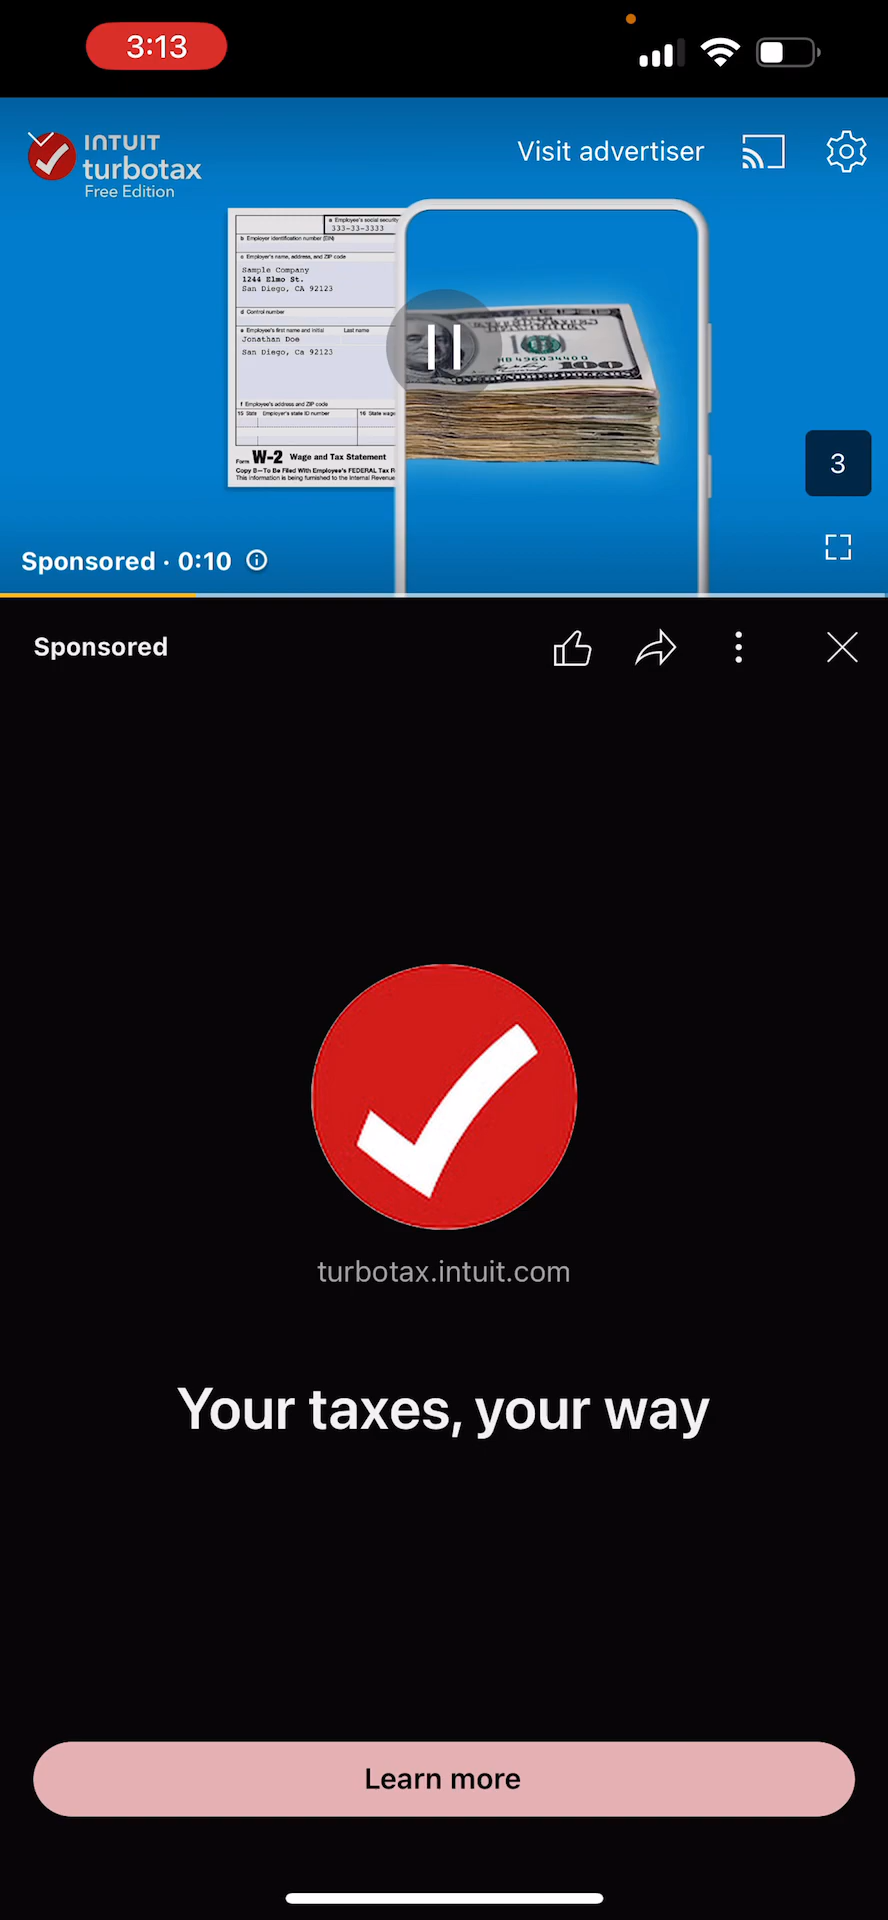 3:13
INTUIT
turbotax
Free Edition
Visit advertiser
a Employee's social security
333-33-3333
b Employer identification number (EIN)
c Employer's name, address, and ZIP code
Sample Company
1244 Elmo St.
San Diego, CA 92123
d Control number
e Employee's first name and initial Last name
Jonathan Doe
San Diego, Ca 92123
f Employee's address and ZIP code
15 State Employer's state ID number 16 State wage
Form W-2 Wage and Tax Statement
Copy B—To Be Filed With Employee's FEDERAL Tax R
This information is being furnished to the Internal Revenue
HB49603440G
100
3
Sponsored · 0:10
Sponsored
turbotax.intuit.com
Your taxes, your way
Learn more